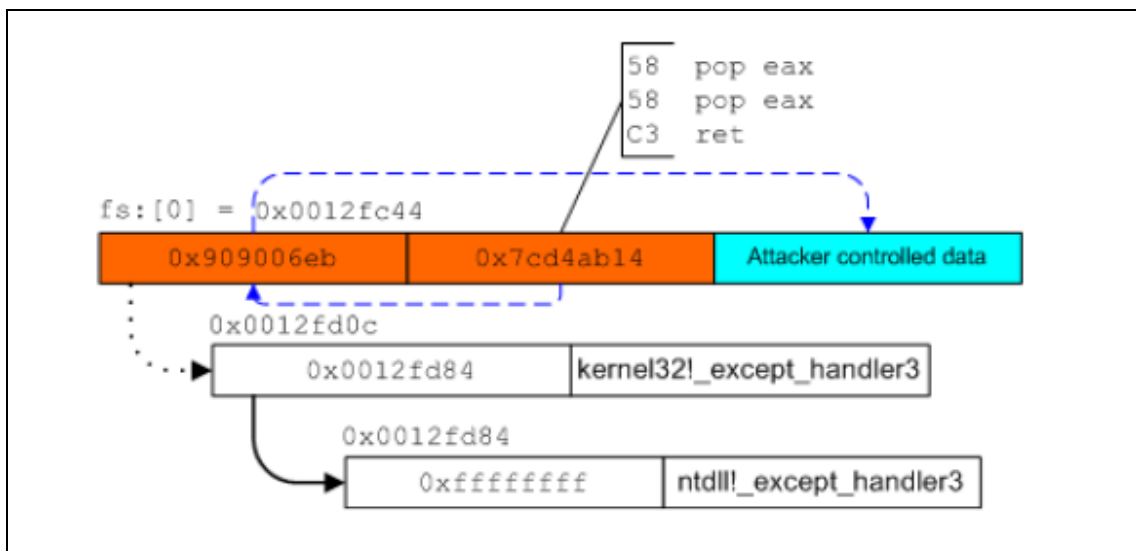 58 pop eax
58 pop eax
C3 ret
fs:[0] = 0x0012fc44
0x909006eb 0x7cd4ab14 Attacker controlled data
0x0012fd0c
0x0012fd84 kernel32!_except_handler3
0x0012fd84
0xffffffff ntdll!_except_handler3